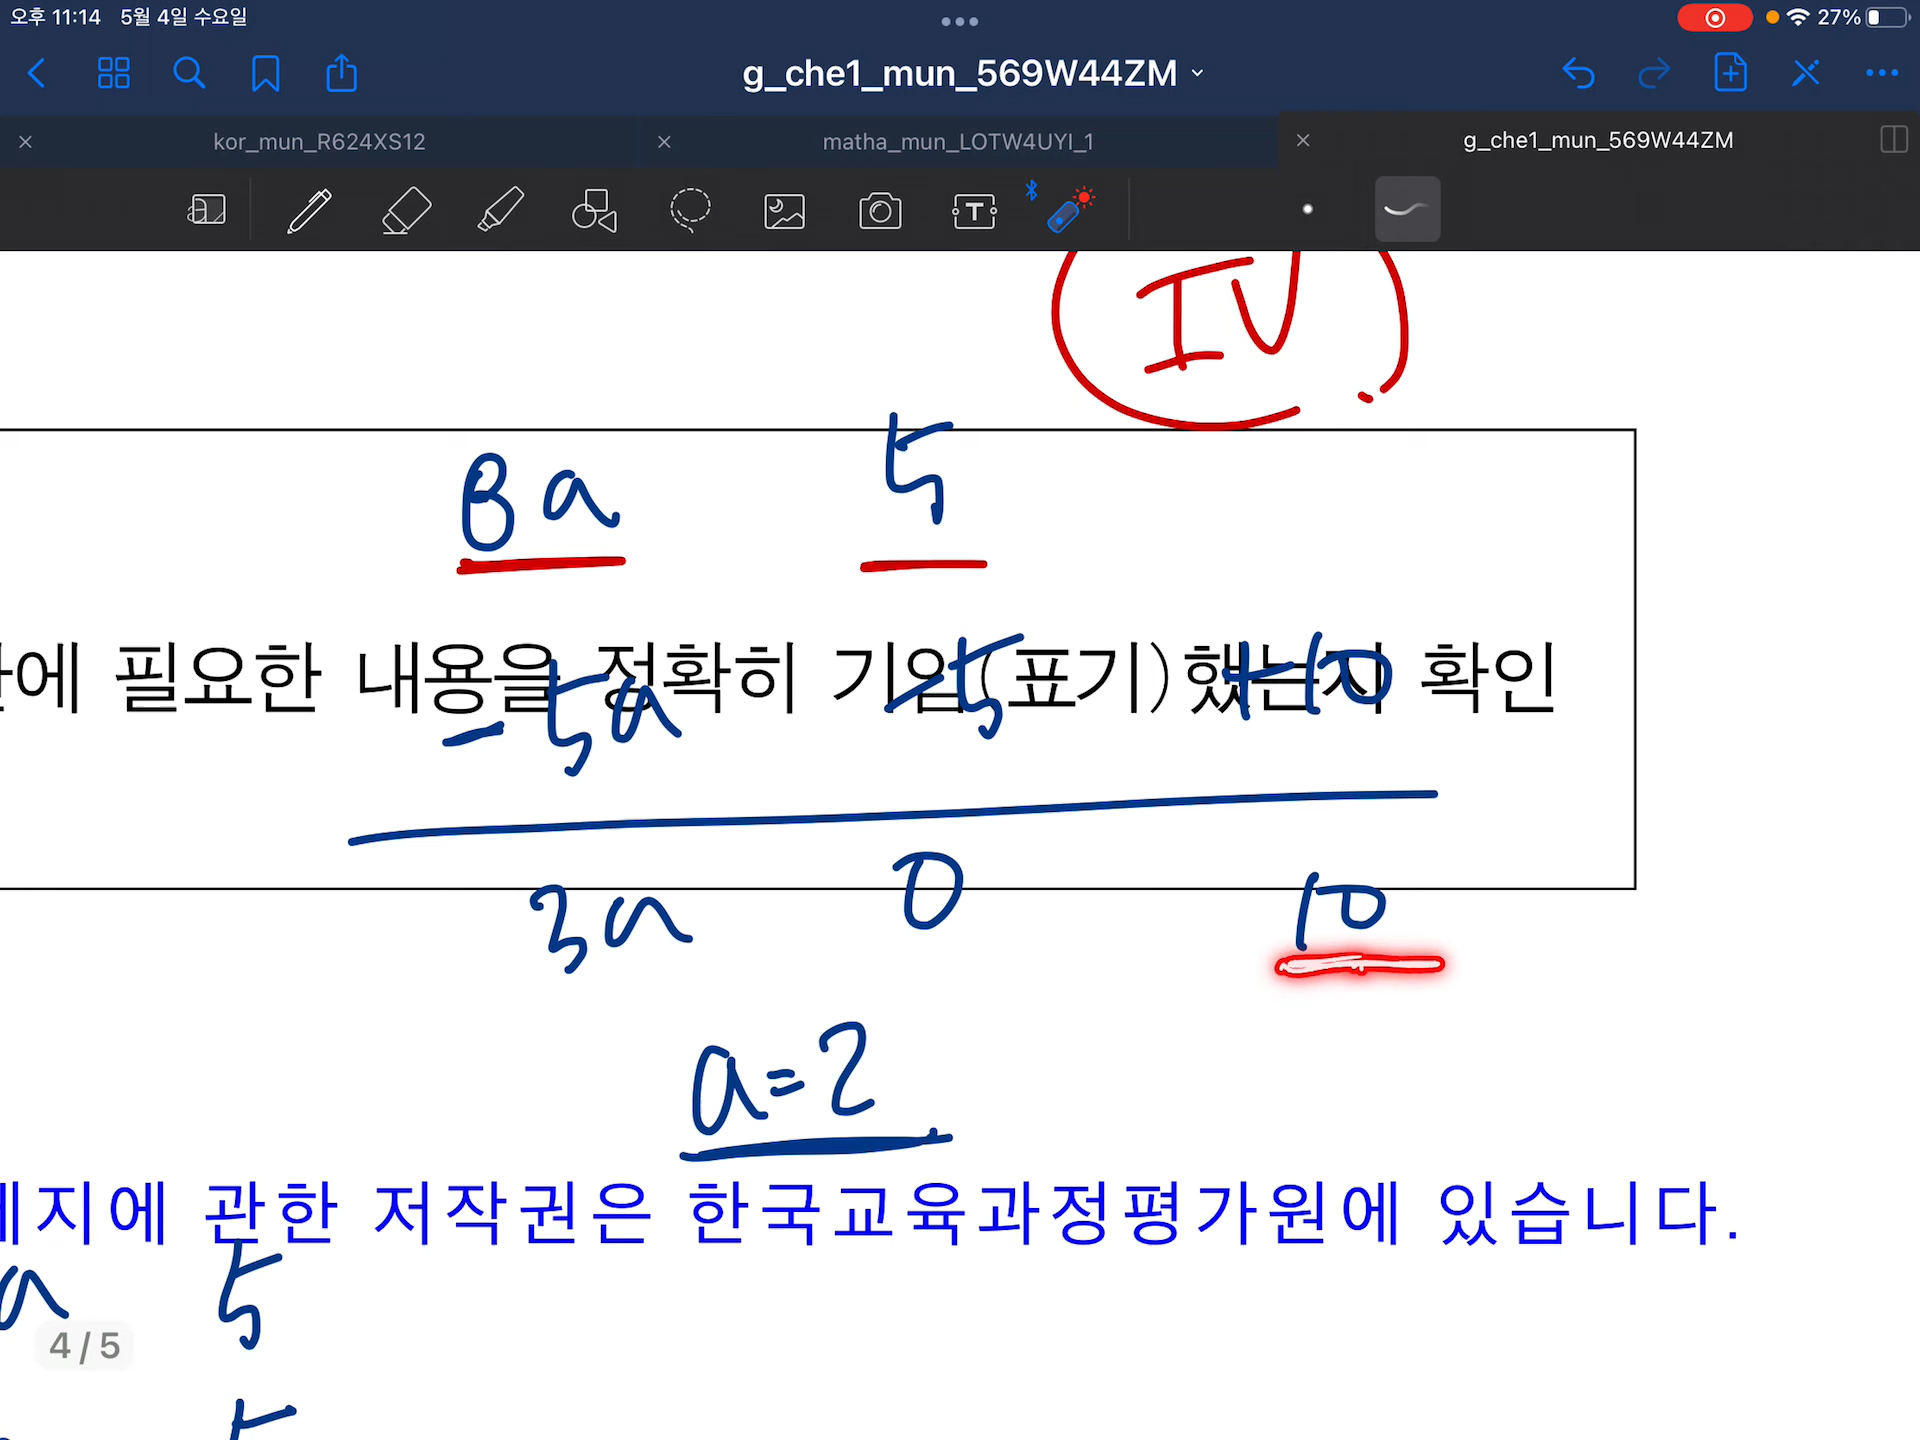 오후 11:14 5월 4일 수요일 27%
g_che1_mun_569W44ZM
kor_mun_R624XS12 matha_mun_LOTW4UYI_1 g_che1_mun_569W44ZM
T
IV
8a 5
에 필요한 내용을 정확히 기입(표기)했는지 확인
-5a -5 +10
3a 0 10
a=2
지에 관한 저작권은 한국교육과정평가원에 있습니다.
a 5
4 / 5
5